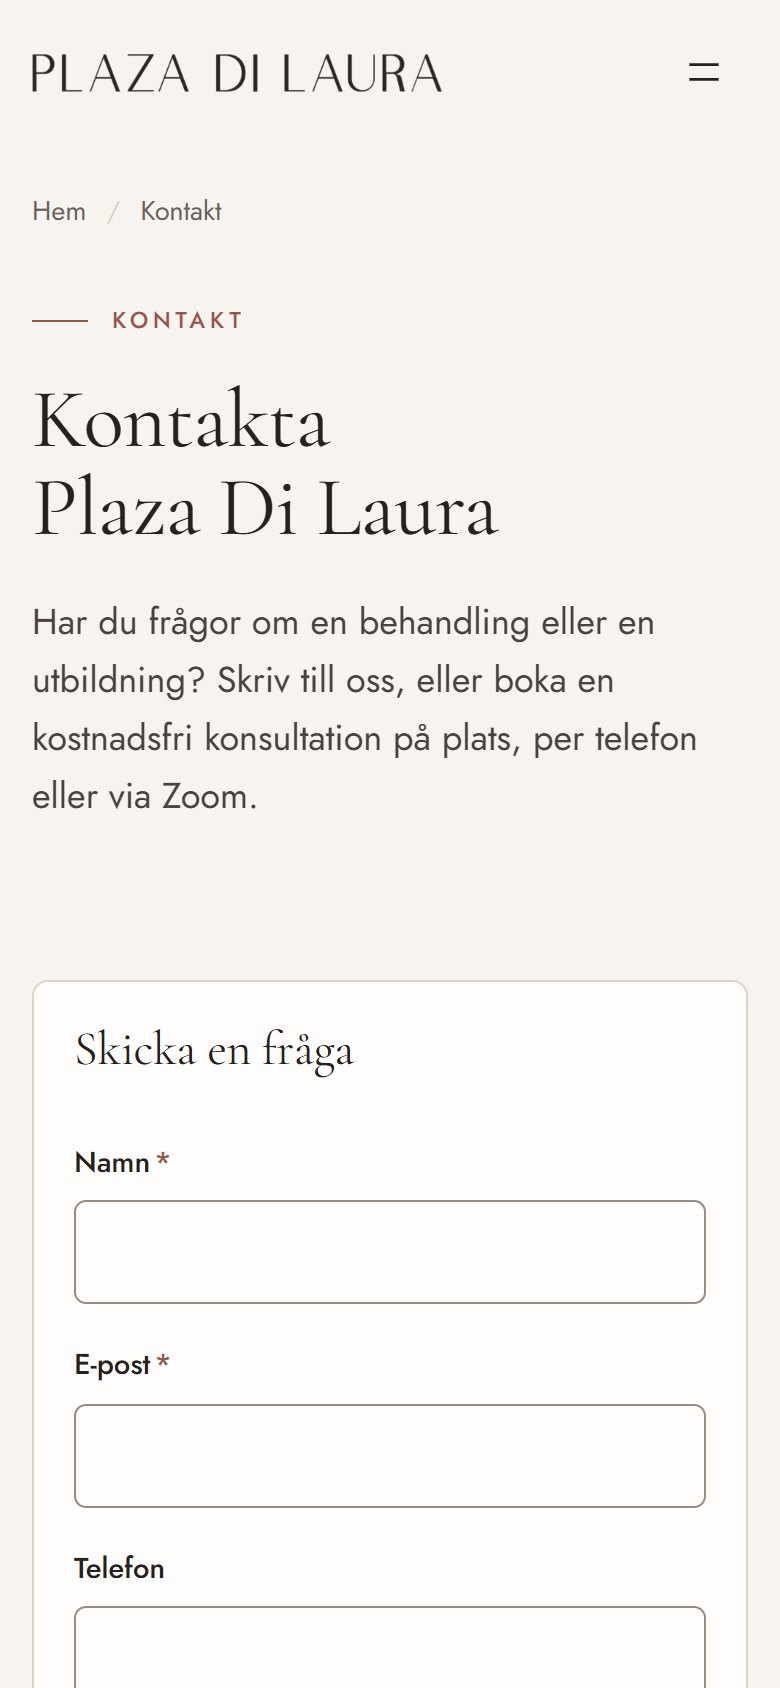 PLAZA DI LAURA
Hem / Kontakt
KONTAKT
Kontakta
Plaza Di Laura
Har du frågor om en behandling eller en
utbildning? Skriv till oss, eller boka en
kostnadsfri konsultation på plats, per telefon
eller via Zoom.
Skicka en fråga
Namn *
E-post *
Telefon